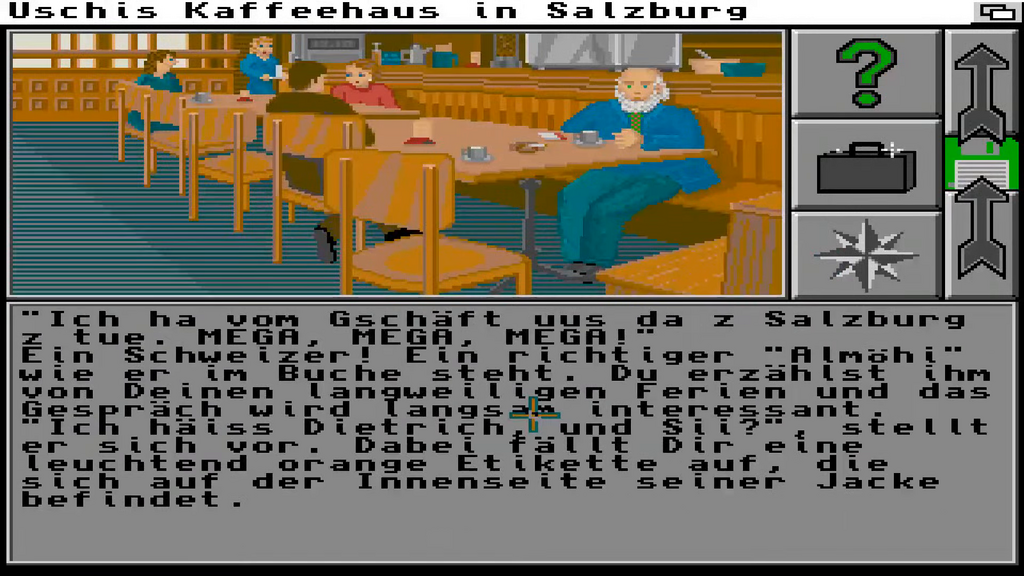 Uschis Kaffeehaus in Salzburg
"Ich ha vom Gschäft uus da z Salzburg
z tue. MEGA, MEGA, MEGA!"
Ein Schweizer! Ein richtiger "Almöhi"
wie er im Buche steht. Du erzählst ihm
von Deinen langweiligen Ferien und das
Gespräch wird langsam interessant.
"Ich häiss Dietrich, und Sii?", stellt
er sich vor. Dabei fällt Dir eine
leuchtend orange Etikette auf, die
sich auf der Innenseite seiner Jacke
befindet.